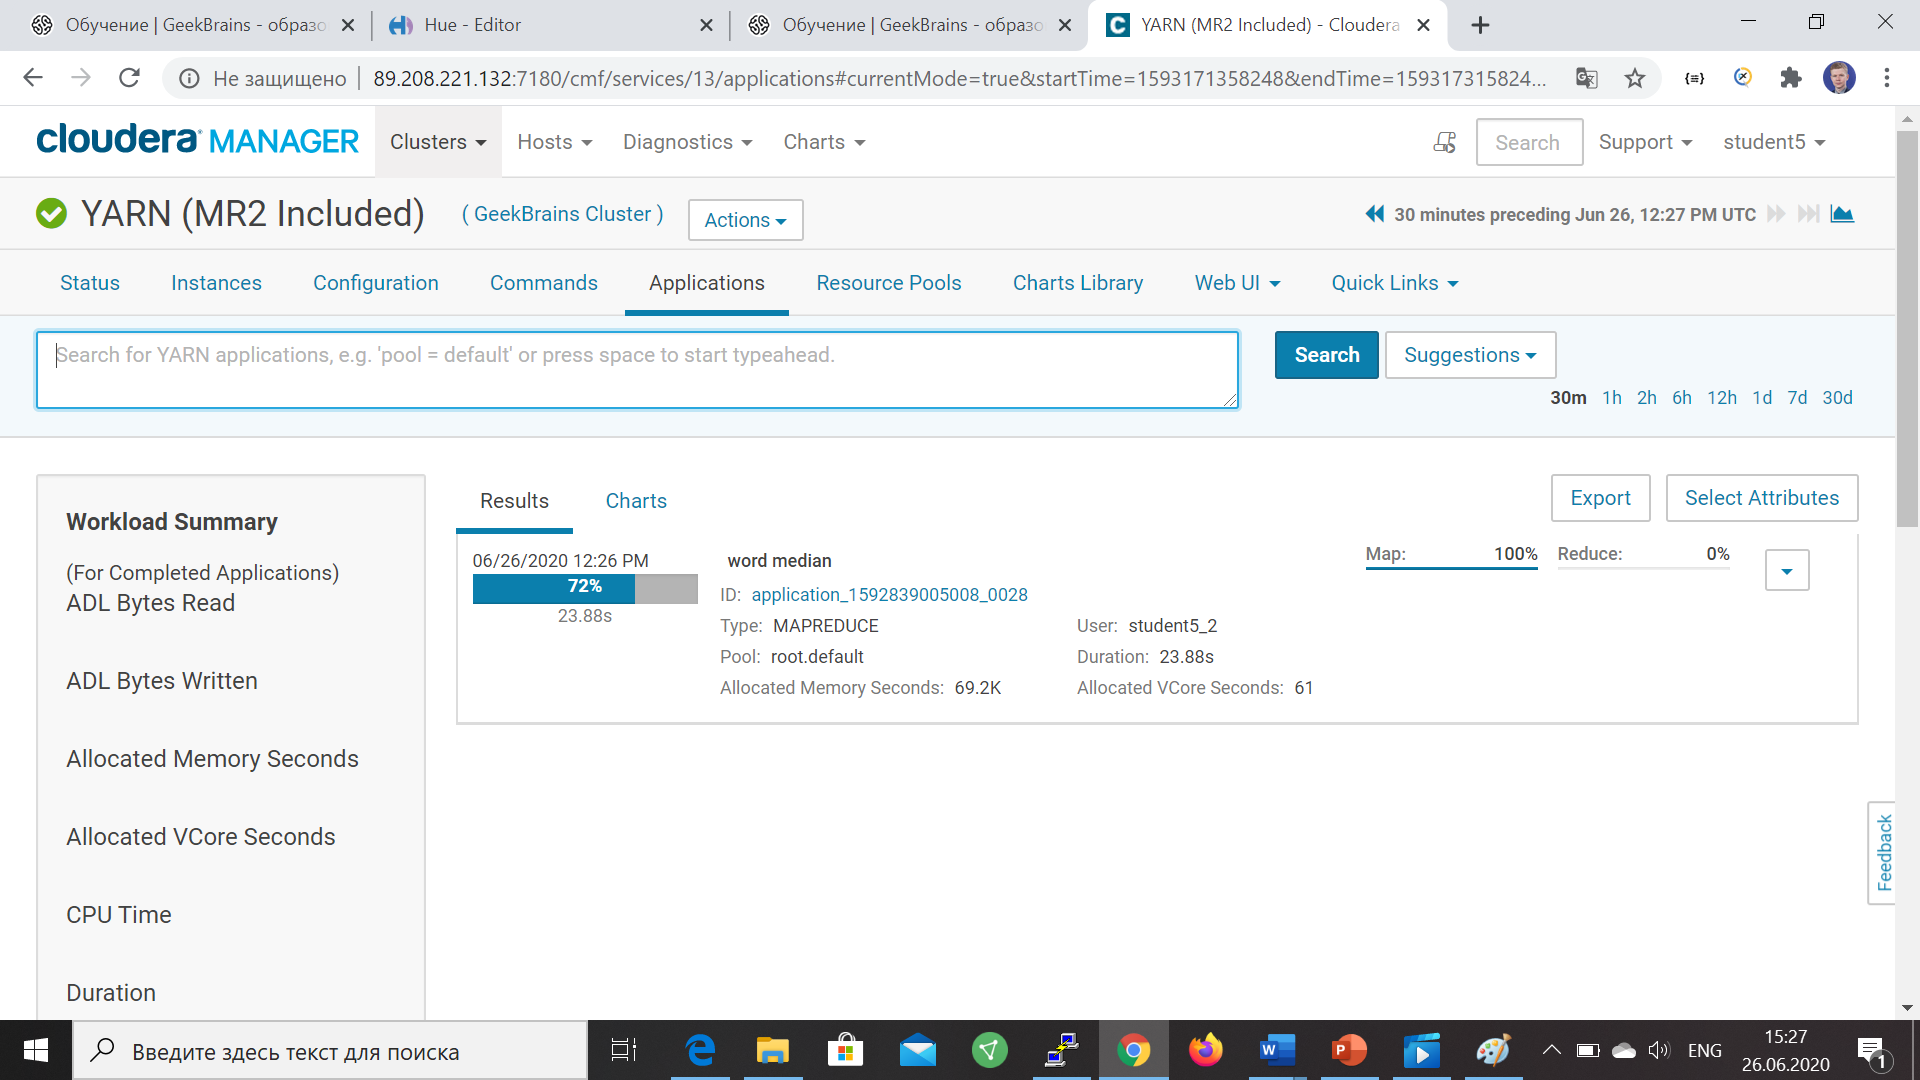 Обучение | GeekBrains - образо
Hue - Editor
Обучение | GeekBrains - образо
YARN (MR2 Included) - Cloudera
Не защищено
89.208.221.132:7180/cmf/services/13/applications#currentMode=true&startTime=1593171358248&endTime=159317315824...
cloudera MANAGER
Clusters
Hosts
Diagnostics
Charts
Search
Support
student5
YARN (MR2 Included)
( GeekBrains Cluster )
Actions
30 minutes preceding Jun 26, 12:27 PM UTC
Status
Instances
Configuration
Commands
Applications
Resource Pools
Charts Library
Web UI
Quick Links
Search for YARN applications, e.g. 'pool = default' or press space to start typeahead.
Search
Suggestions
30m 1h 2h 6h 12h 1d 7d 30d
Workload Summary
(For Completed Applications)
ADL Bytes Read
ADL Bytes Written
Allocated Memory Seconds
Allocated VCore Seconds
CPU Time
Duration
Results
Charts
Export
Select Attributes
06/26/2020 12:26 PM
72%
23.88s
word median
ID: application_1592839005008_0028
Type: MAPREDUCE
User: student5_2
Pool: root.default
Duration: 23.88s
Allocated Memory Seconds: 69.2K
Allocated VCore Seconds: 61
Map: 100%
Reduce: 0%
Feedback
Введите здесь текст для поиска
ENG
15:27
26.06.2020
1